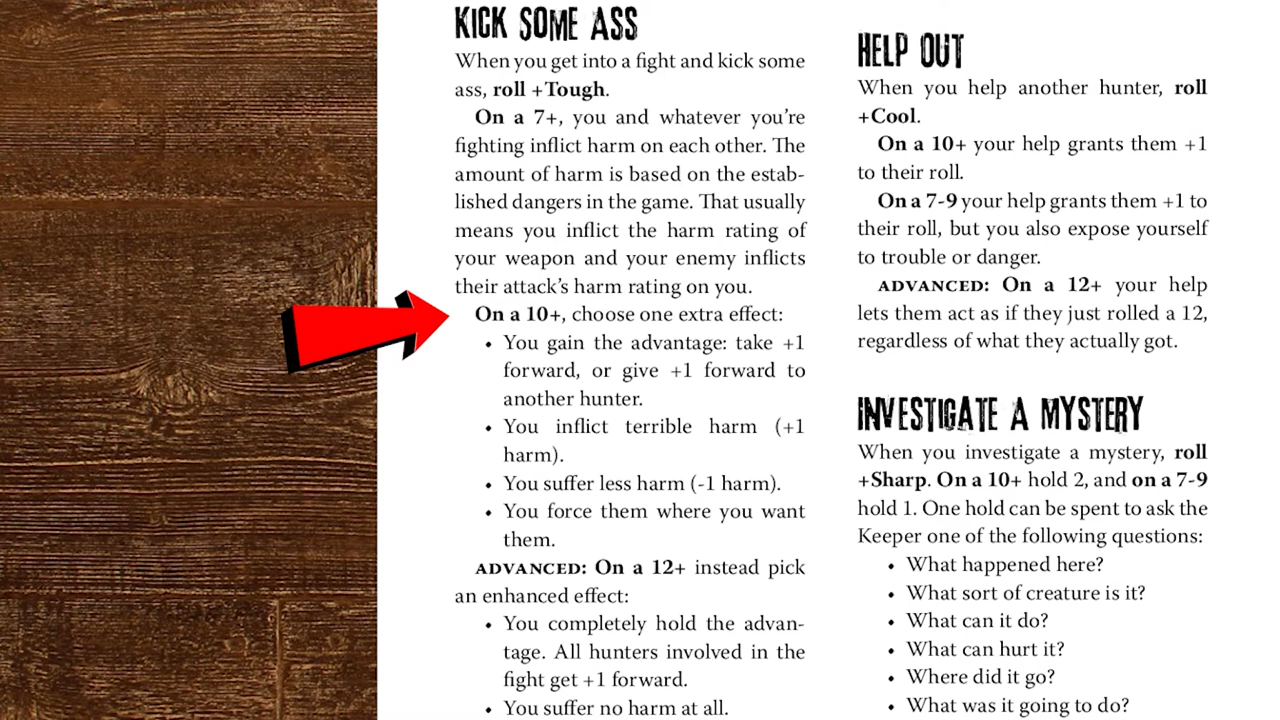 KICK SOME ASS
When you get into a fight and kick some
ass, roll +Tough.
On a 7+, you and whatever you're
fighting inflict harm on each other. The
amount of harm is based on the estab-
lished dangers in the game. That usually
means you inflict the harm rating of
your weapon and your enemy inflicts
their attack's harm rating on you.
On a 10+, choose one extra effect:
• You gain the advantage: take +1
forward, or give +1 forward to
another hunter.
• You inflict terrible harm (+1
harm).
• You suffer less harm (-1 harm).
• You force them where you want
them.
ADVANCED: On a 12+ instead pick
an enhanced effect:
• You completely hold the advan-
tage. All hunters involved in the
fight get +1 forward.
• You suffer no harm at all.
HELP OUT
When you help another hunter, roll
+Cool.
On a 10+ your help grants them +1
to their roll.
On a 7-9 your help grants them +1 to
their roll, but you also expose yourself
to trouble or danger.
ADVANCED: On a 12+ your help
lets them act as if they just rolled a 12,
regardless of what they actually got.
INVESTIGATE A MYSTERY
When you investigate a mystery, roll
+Sharp. On a 10+ hold 2, and on a 7-9
hold 1. One hold can be spent to ask the
Keeper one of the following questions:
• What happened here?
• What sort of creature is it?
• What can it do?
• What can hurt it?
• Where did it go?
• What was it going to do?